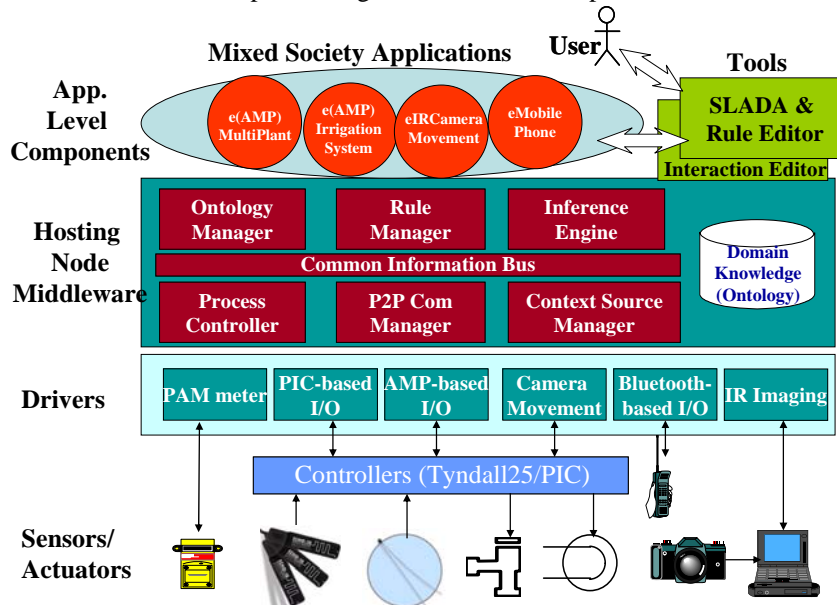 Mixed Society Applications
User
Tools
App.
Level
Components
e(AMP)
MultiPlant
e(AMP)
Irrigation
System
eIRCamera
Movement
eMobile
Phone
SLADA &
Rule Editor
Interaction Editor
Hosting
Node
Middleware
Ontology
Manager
Rule
Manager
Inference
Engine
Common Information Bus
Process
Controller
P2P Com
Manager
Context Source
Manager
Domain
Knowledge
(Ontology)
Drivers
PAM meter
PIC-based
I/O
AMP-based
I/O
Camera
Movement
Bluetooth-
based I/O
IR Imaging
Controllers (Tyndall25/PIC)
Sensors/
Actuators